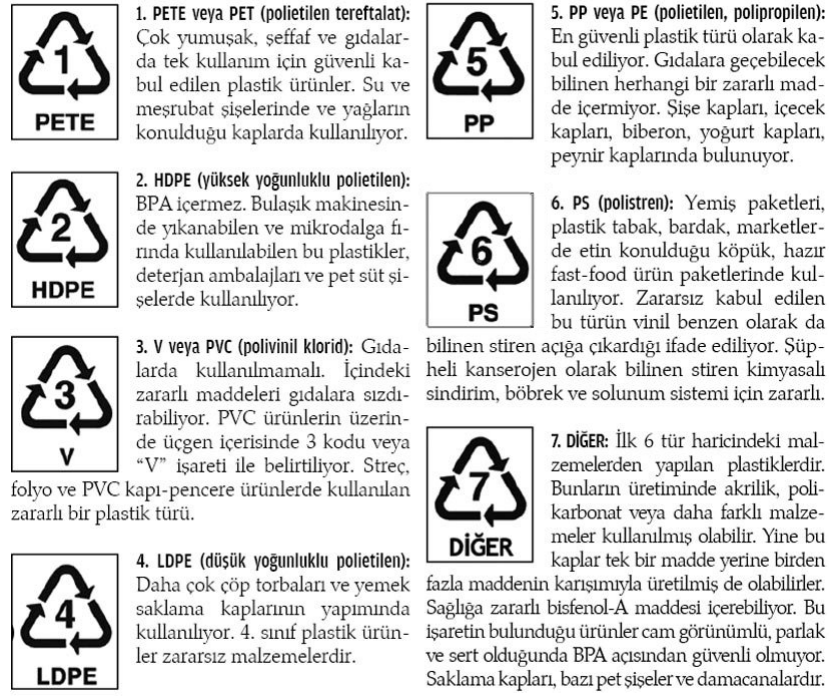 1
PETE
1. PETE veya PET (polietilen tereftalat):
Çok yumuşak, şeffaf ve gıdalar-
da tek kullanım için güvenli ka-
bul edilen plastik ürünler. Su ve
meşrubat şişelerinde ve yağların
konulduğu kaplarda kullanılıyor.
2
HDPE
2. HDPE (yüksek yoğunluklu polietilen):
BPA içermez. Bulaşık makinesin-
de yıkanabilen ve mikrodalga fı-
rında kullanılabilen bu plastikler,
deterjan ambalajları ve pet süt şi-
şelerde kullanılıyor.
3
V
3. V veya PVC (polivinil klorid): Gıda-
larda kullanılmamalı. İçindeki
zararlı maddeleri gıdalara sızdı-
rabiliyor. PVC ürünlerin üzerin-
de üçgen içerisinde 3 kodu veya
“V” işareti ile belirtiliyor. Streç,
folyo ve PVC kapı-pencere ürünlerde kullanılan
zararlı bir plastik türü.
4
LDPE
4. LDPE (düşük yoğunluklu polietilen):
Daha çok çöp torbaları ve yemek
saklama kaplarının yapımında
kullanılıyor. 4. sınıf plastik ürün-
ler zararsız malzemelerdir.
5
PP
5. PP veya PE (polietilen, polipropilen):
En güvenli plastik türü olarak ka-
bul ediliyor. Gıdalara geçebilecek
bilinen herhangi bir zararlı mad-
de içermiyor. Şişe kapları, içecek
kapları, biberon, yoğurt kapları,
peynir kaplarında bulunuyor.
6
PS
6. PS (polistren): Yemiş paketleri,
plastik tabak, bardak, marketler-
de etin konulduğu köpük, hazır
fast-food ürün paketlerinde kul-
lanılıyor. Zararsız kabul edilen
bu türün vinil benzen olarak da
bilinen stiren açığa çıkardığı ifade ediliyor. Şüp-
heli kanserojen olarak bilinen stiren kimyasalı
sindirim, böbrek ve solunum sistemi için zararlı.
7
DİĞER
7. DİĞER: İlk 6 tür haricindeki mal-
zemelerden yapılan plastiklerdir.
Bunların üretiminde akrilik, poli-
karbonat veya daha farklı malze-
meler kullanılmış olabilir. Yine bu
kaplar tek bir madde yerine birden
fazla maddenin karışımıyla üretilmiş de olabilirler.
Sağlığa zararlı bisfenol-A maddesi içerebiliyor. Bu
işaretin bulunduğu ürünler cam görünümlü, parlak
ve sert olduğunda BPA açısından güvenli olmuyor.
Saklama kapları, bazı pet şişeler ve damacanalardır.